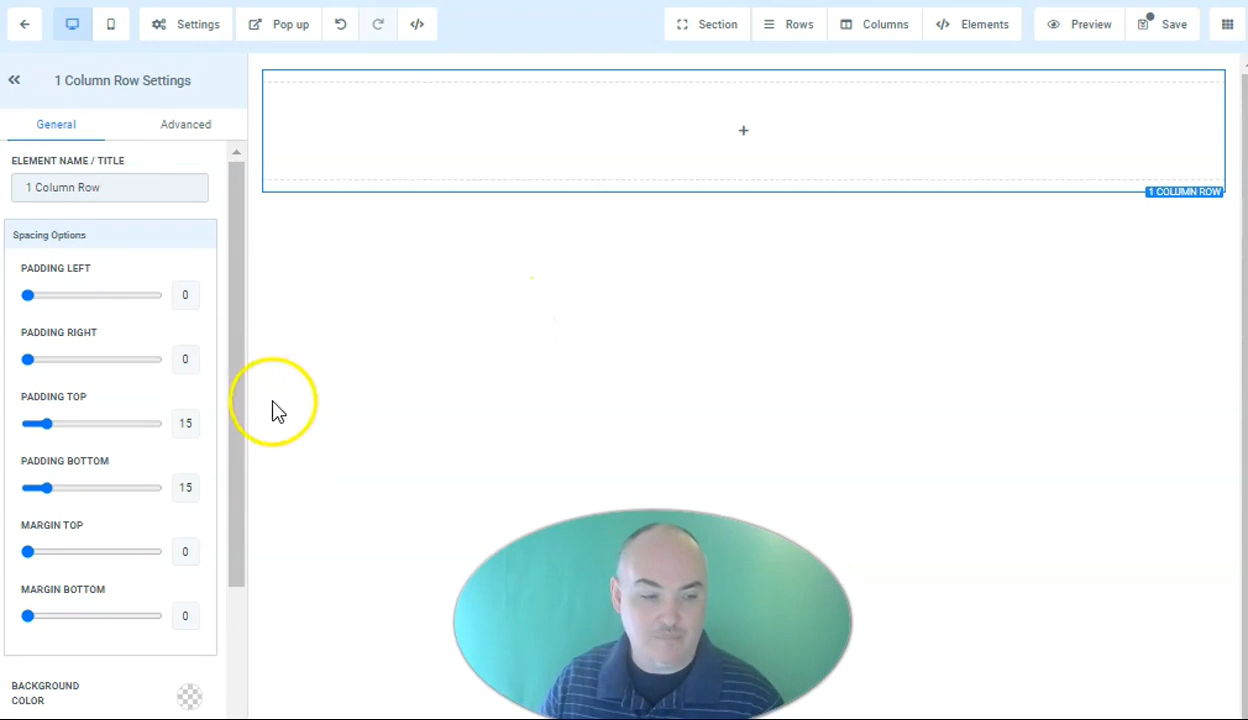 Settings
Pop up
Section
Rows
Columns
Elements
Preview
Save
1 Column Row Settings
General
Advanced
ELEMENT NAME / TITLE
1 Column Row
Spacing Options
PADDING LEFT
0
PADDING RIGHT
0
PADDING TOP
15
PADDING BOTTOM
15
MARGIN TOP
0
MARGIN BOTTOM
0
BACKGROUND
COLOR
1 COLUMN ROW